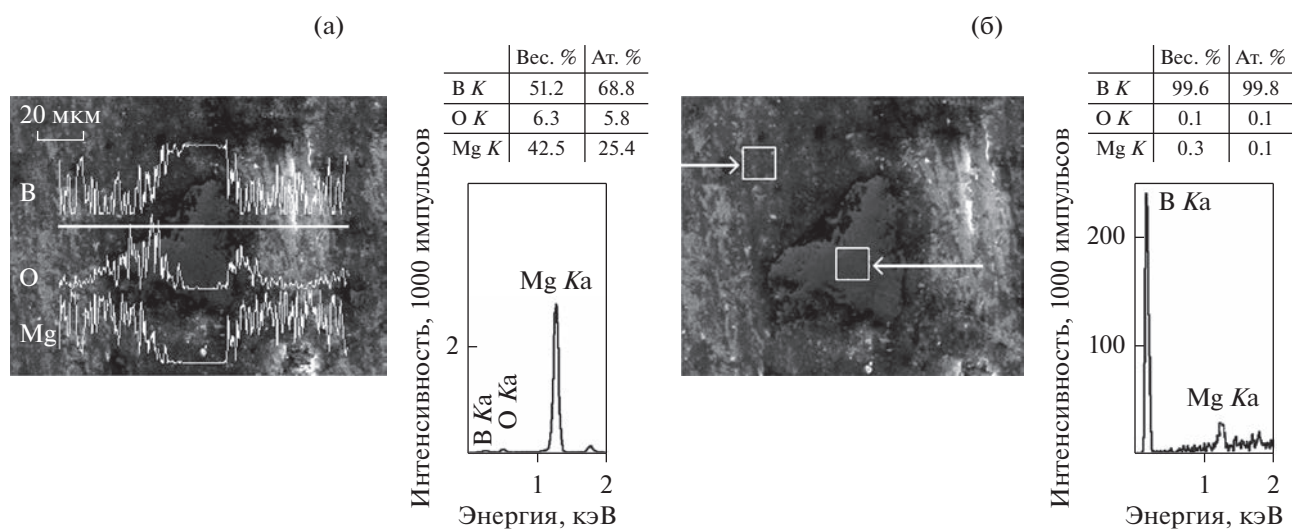 (а)
Вес. % Ат. %
B K 51.2 68.8
O K 6.3 5.8
Mg K 42.5 25.4
20 мкм
B
O
Mg
Интенсивность, 1000 импульсов
2
Mg Ka
B Ka
O Ka
1 2
Энергия, кэВ
(б)
Вес. % Ат. %
B K 99.6 99.8
O K 0.1 0.1
Mg K 0.3 0.1
Интенсивность, 1000 импульсов
200
100
B Ka
Mg Ka
1 2
Энергия, кэВ